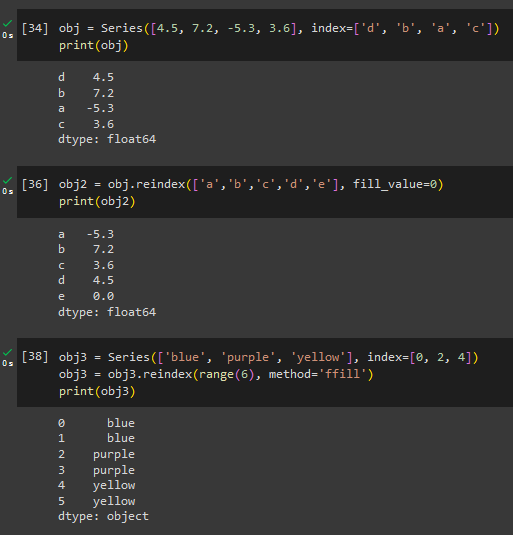 [34] obj = Series([4.5, 7.2, -5.3, 3.6], index=['d', 'b', 'a', 'c'])
0s
print(obj)
d    4.5
b    7.2
a   -5.3
c    3.6
dtype: float64
[36] obj2 = obj.reindex(['a','b','c','d','e'], fill_value=0)
0s
print(obj2)
a   -5.3
b    7.2
c    3.6
d    4.5
e    0.0
dtype: float64
[38] obj3 = Series(['blue', 'purple', 'yellow'], index=[0, 2, 4])
0s
obj3 = obj3.reindex(range(6), method='ffill')
print(obj3)
0      blue
1      blue
2    purple
3    purple
4    yellow
5    yellow
dtype: object